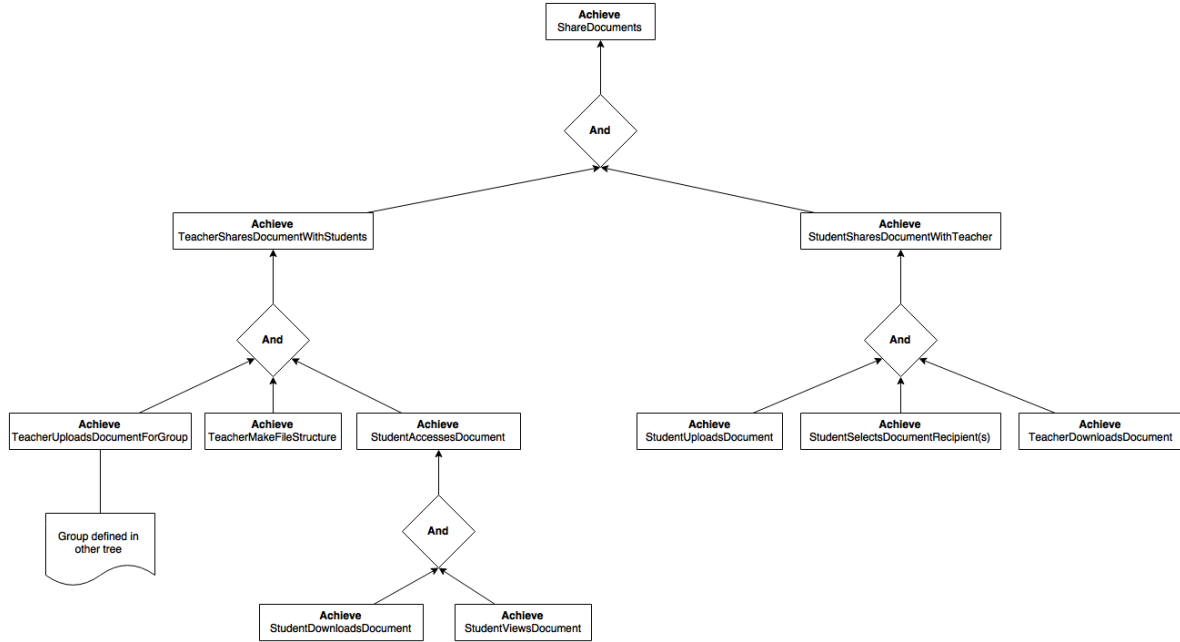 Achieve
ShareDocuments
And
Achieve
TeacherSharesDocumentWithStudents
Achieve
StudentSharesDocumentWithTeacher
And
And
Achieve
TeacherUploadsDocumentForGroup
Achieve
TeacherMakeFileStructure
Achieve
StudentAccessesDocument
Achieve
StudentUploadsDocument
Achieve
StudentSelectsDocumentRecipient(s)
Achieve
TeacherDownloadsDocument
Group defined in
other tree
And
Achieve
StudentDownloadsDocument
Achieve
StudentViewsDocument